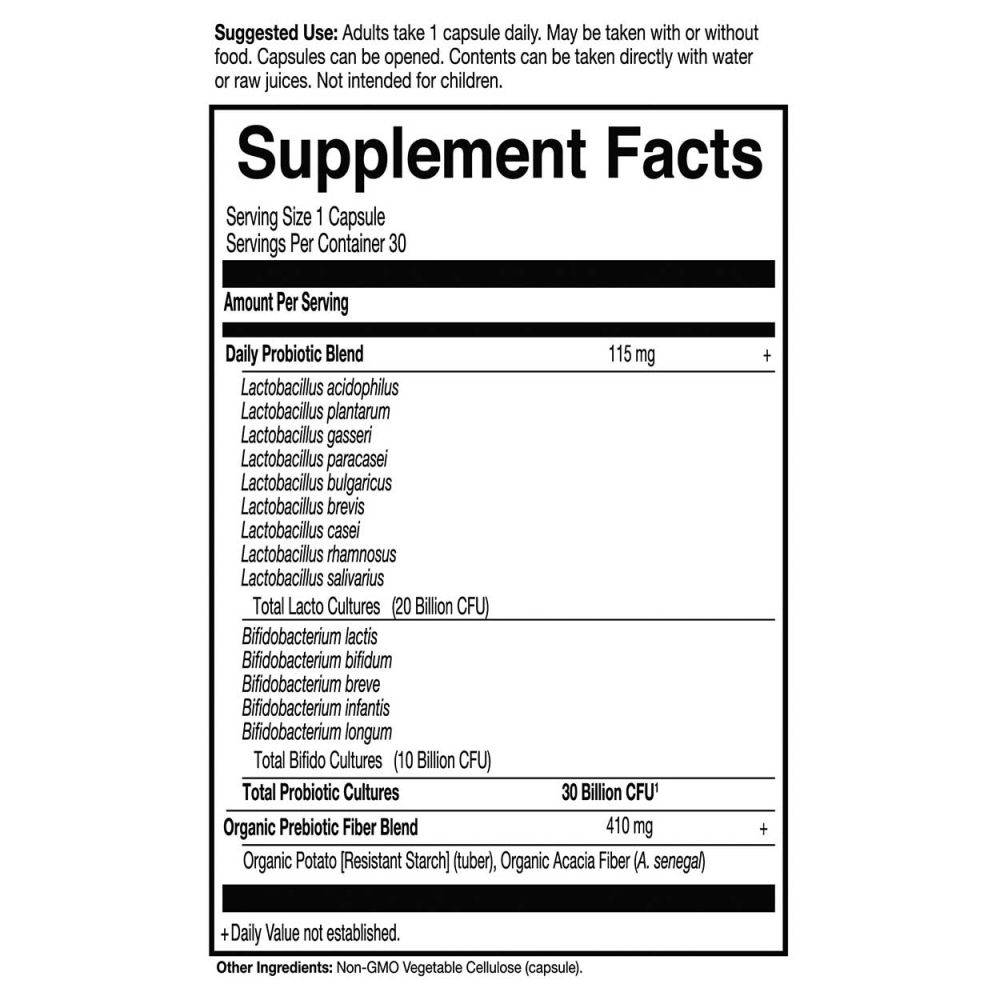 Suggested Use: Adults take 1 capsule daily. May be taken with or without
food. Capsules can be opened. Contents can be taken directly with water
or raw juices. Not intended for children.
Supplement Facts
Serving Size 1 Capsule
Servings Per Container 30
Amount Per Serving
Daily Probiotic Blend 115 mg +
Lactobacillus acidophilus
Lactobacillus plantarum
Lactobacillus gasseri
Lactobacillus paracasei
Lactobacillus bulgaricus
Lactobacillus brevis
Lactobacillus casei
Lactobacillus rhamnosus
Lactobacillus salivarius
Total Lacto Cultures (20 Billion CFU)
Bifidobacterium lactis
Bifidobacterium bifidum
Bifidobacterium breve
Bifidobacterium infantis
Bifidobacterium longum
Total Bifido Cultures (10 Billion CFU)
Total Probiotic Cultures 30 Billion CFU¹
Organic Prebiotic Fiber Blend 410 mg +
Organic Potato [Resistant Starch] (tuber), Organic Acacia Fiber (A. senegal)
+Daily Value not established.
Other Ingredients: Non-GMO Vegetable Cellulose (capsule).